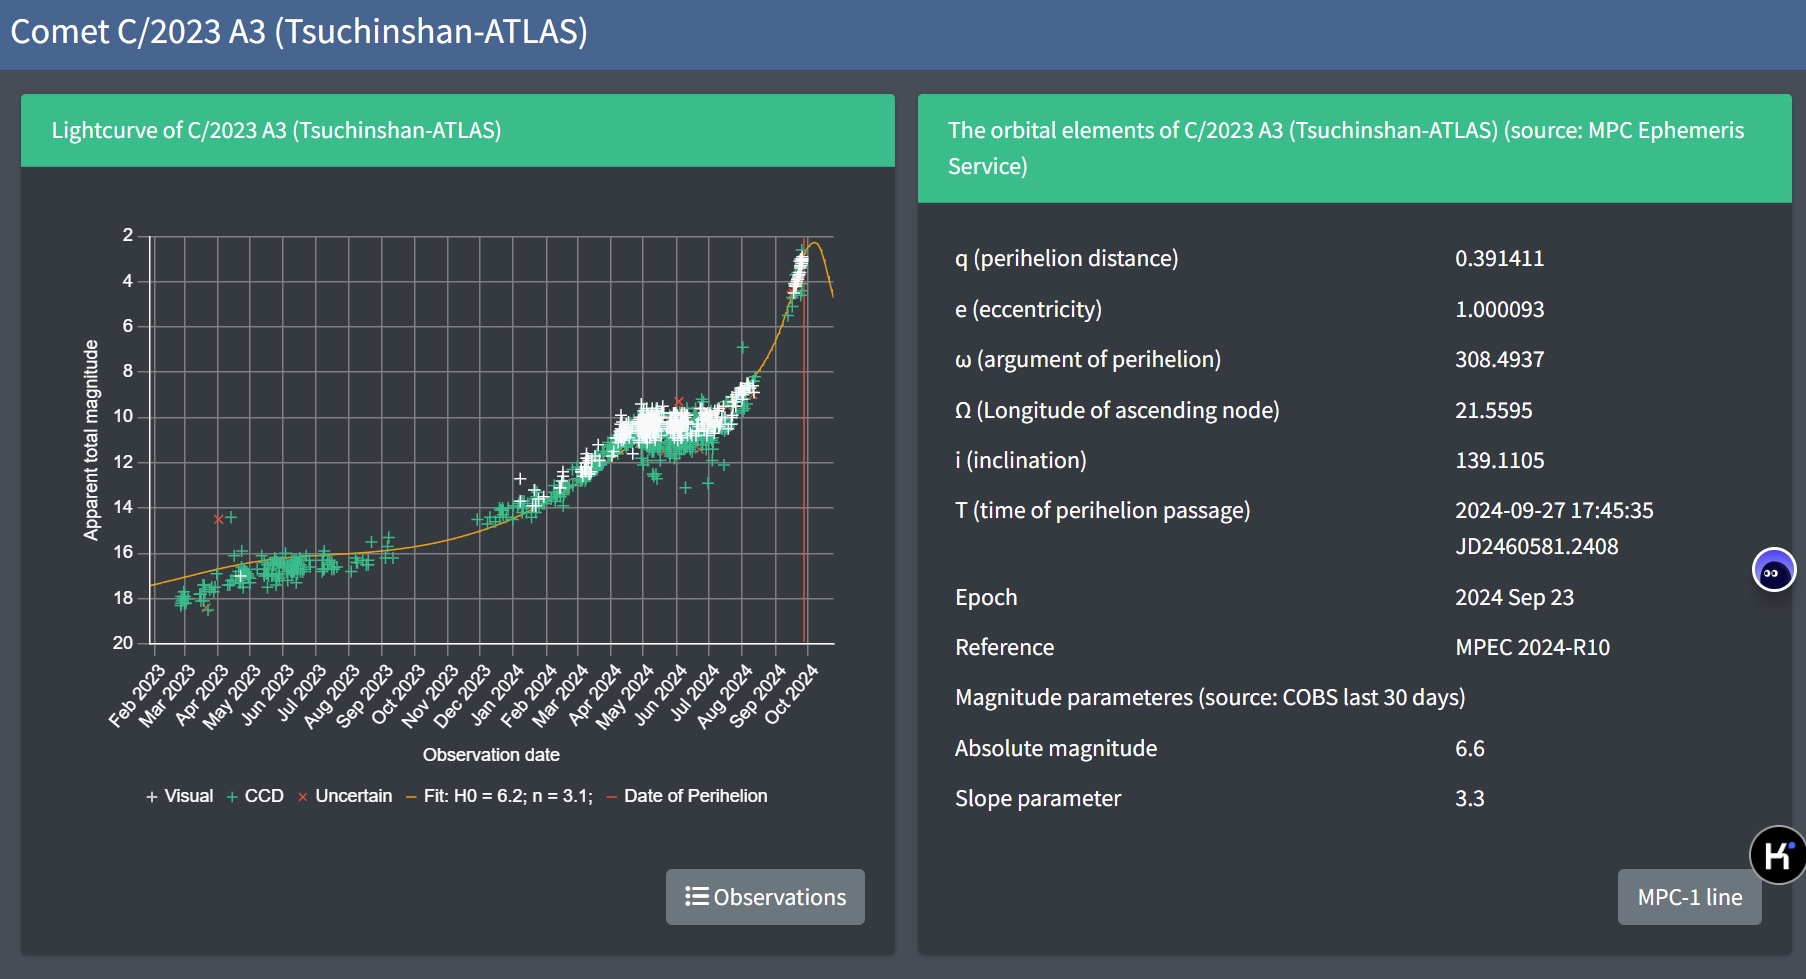 Comet C/2023 A3 (Tsuchinshan-ATLAS)
Lightcurve of C/2023 A3 (Tsuchinshan-ATLAS)
2
4
6
8
10
12
14
16
18
20
Apparent total magnitude
Feb 2023
Mar 2023
Apr 2023
May 2023
Jun 2023
Jul 2023
Aug 2023
Sep 2023
Oct 2023
Nov 2023
Dec 2023
Jan 2024
Feb 2024
Mar 2024
Apr 2024
May 2024
Jun 2024
Jul 2024
Aug 2024
Sep 2024
Oct 2024
Observation date
Visual CCD Uncertain Fit: H0 = 6.2; n = 3.1; Date of Perihelion
Observations
The orbital elements of C/2023 A3 (Tsuchinshan-ATLAS) (source: MPC Ephemeris
Service)
q (perihelion distance) 0.391411
e (eccentricity) 1.000093
ω (argument of perihelion) 308.4937
Ω (Longitude of ascending node) 21.5595
i (inclination) 139.1105
T (time of perihelion passage) 2024-09-27 17:45:35
JD2460581.2408
Epoch 2024 Sep 23
Reference MPEC 2024-R10
Magnitude parameteres (source: COBS last 30 days)
Absolute magnitude 6.6
Slope parameter 3.3
K
MPC-1 line